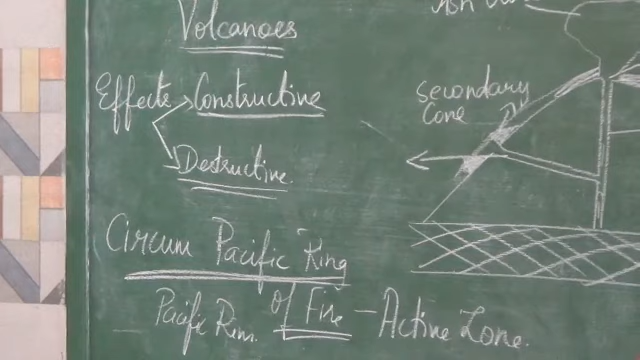 Volcanoes
Effects Constructive
Destructive.
secondary
Cone
Circum Pacific Ring
of Fire - Active Zone.
Pacific Rim.